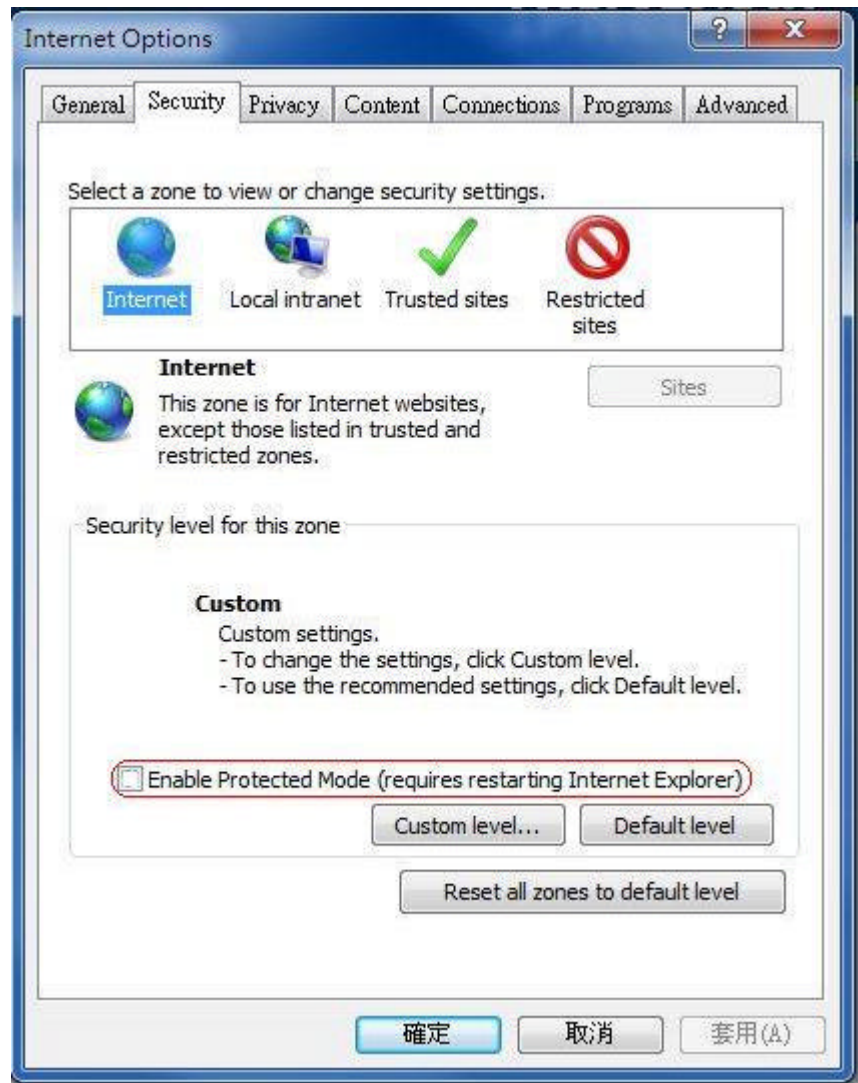 Internet Options
General Security Privacy Content Connections Programs Advanced
Select a zone to view or change security settings.
Internet Local intranet Trusted sites Restricted
sites
Internet
Sites
This zone is for Internet websites,
except those listed in trusted and
restricted zones.
Security level for this zone
Custom
Custom settings.
- To change the settings, click Custom level.
- To use the recommended settings, click Default level.
Enable Protected Mode (requires restarting Internet Explorer)
Custom level... Default level
Reset all zones to default level
確定 取消 套用(A)